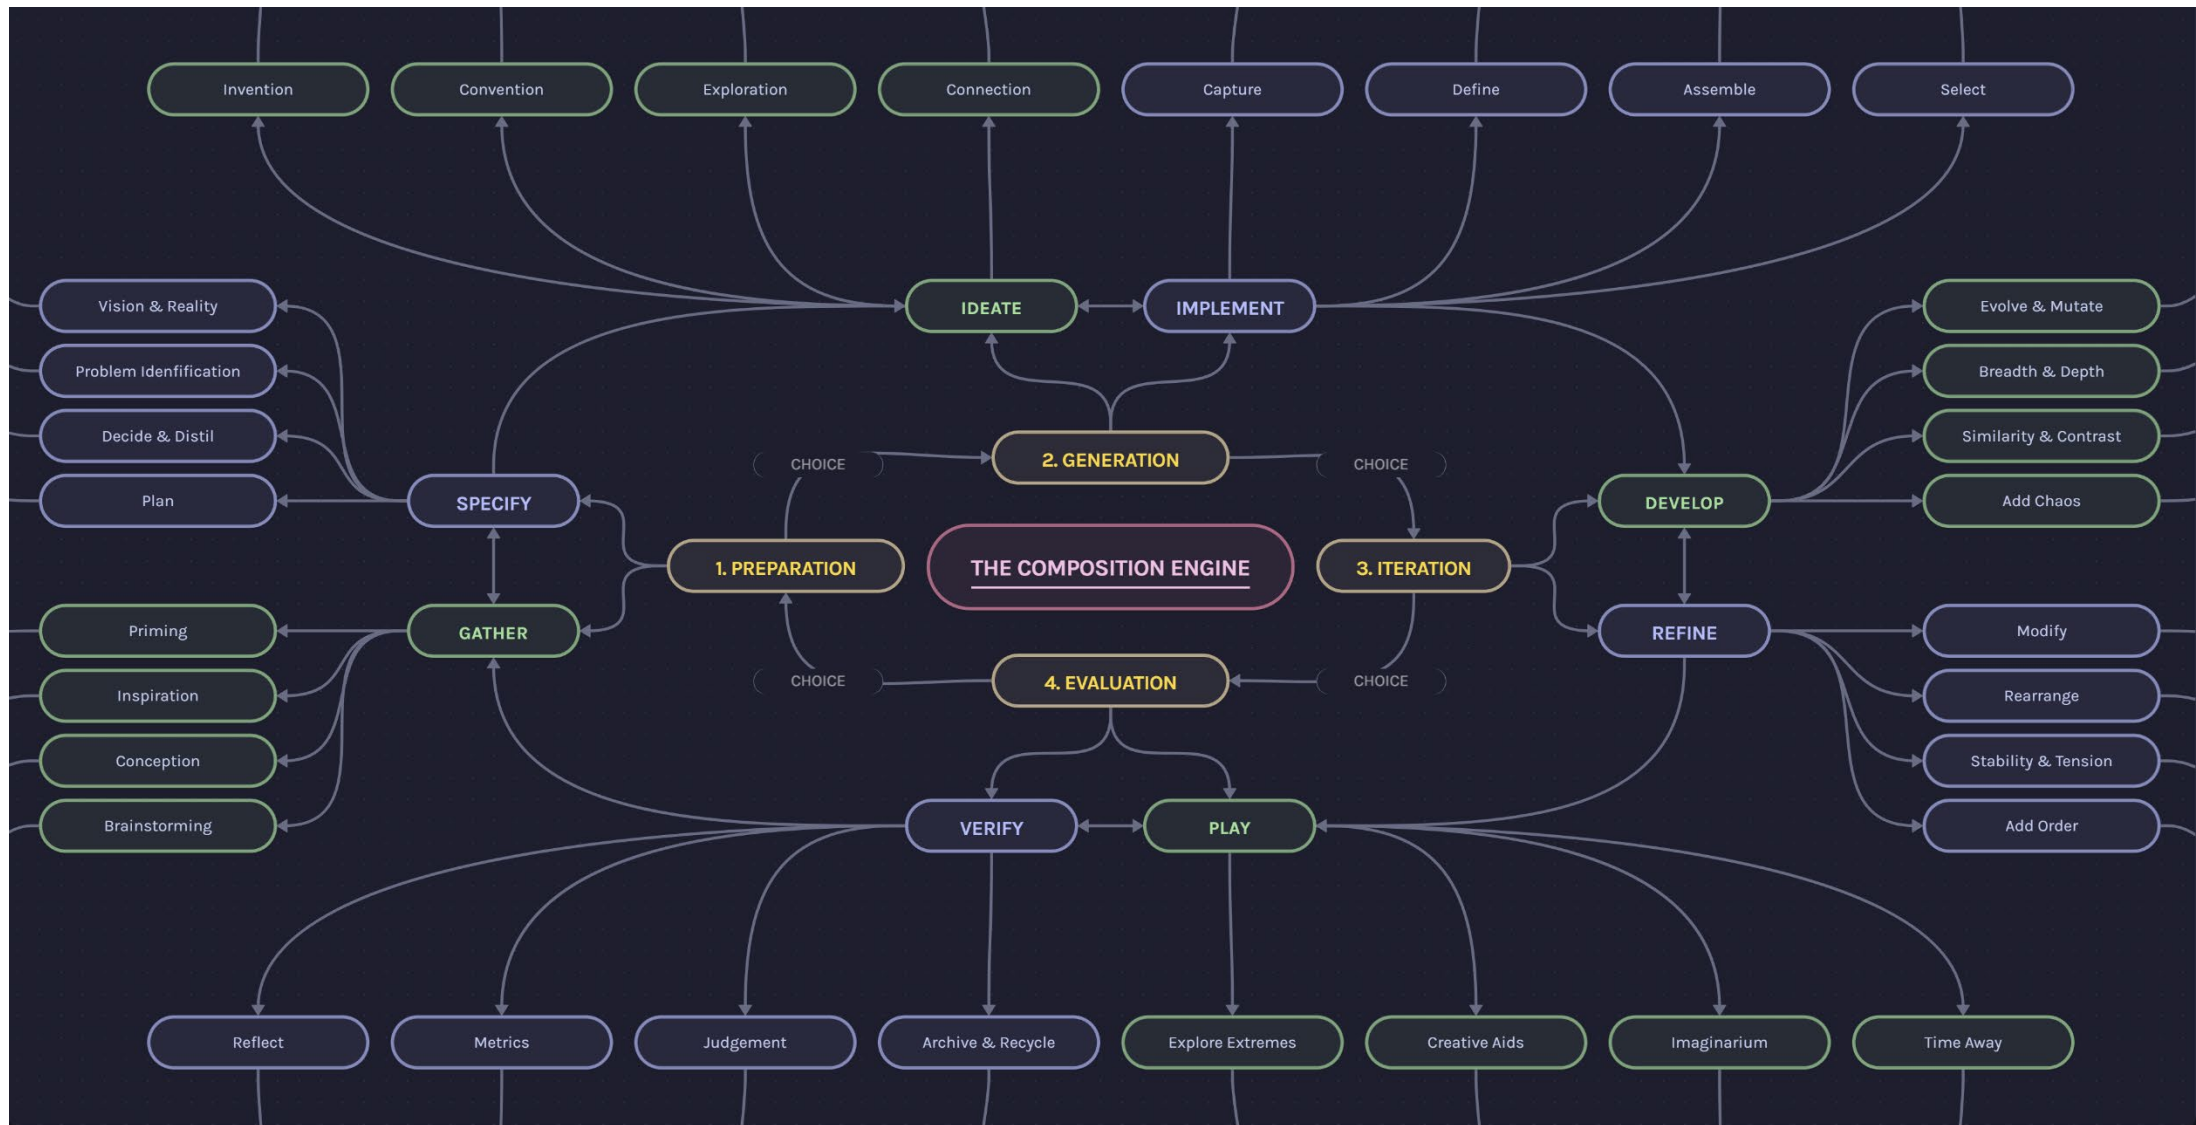 Invention
Convention
Exploration
Connection
Capture
Define
Assemble
Select
Vision & Reality
Problem Idenfification
Decide & Distil
Plan
IDEATE
IMPLEMENT
Evolve & Mutate
Breadth & Depth
Similarity & Contrast
Add Chaos
CHOICE
2. GENERATION
CHOICE
SPECIFY
DEVELOP
1. PREPARATION
THE COMPOSITION ENGINE
3. ITERATION
GATHER
REFINE
Priming
Inspiration
Conception
Brainstorming
CHOICE
4. EVALUATION
CHOICE
Modify
Rearrange
Stability & Tension
Add Order
VERIFY
PLAY
Reflect
Metrics
Judgement
Archive & Recycle
Explore Extremes
Creative Aids
Imaginarium
Time Away